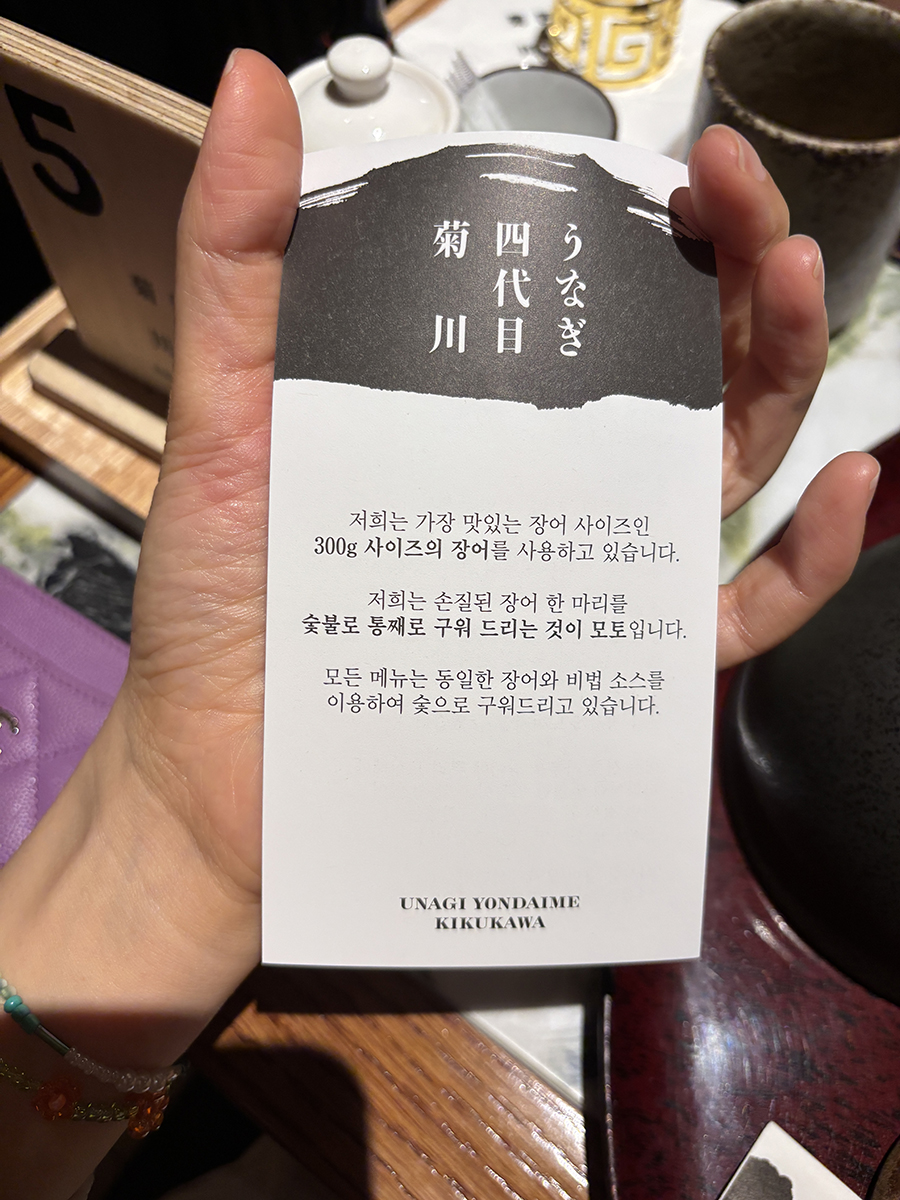 5
うなぎ
四代目
菊川
저희는 가장 맛있는 장어 사이즈인
300g 사이즈의 장어를 사용하고 있습니다.
저희는 손질된 장어 한 마리를
숯불로 통째로 구워 드리는 것이 모토입니다.
모든 메뉴는 동일한 장어와 비법 소스를
이용하여 숯으로 구워드리고 있습니다.
UNAGI YONDAIME
KIKUKAWA